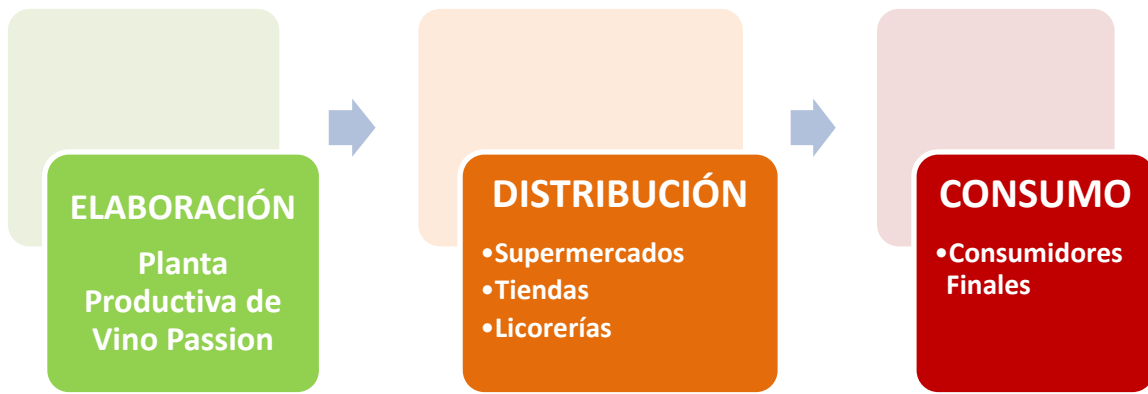 ELABORACIÓN
Planta
Productiva de
Vino Passion
DISTRIBUCIÓN
•Supermercados
•Tiendas
•Licorerías
CONSUMO
•Consumidores
Finales